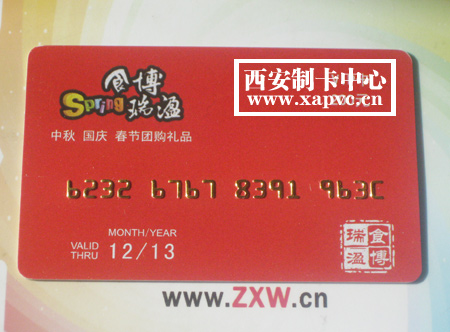 食博
Spring 瑞溋
西安制卡中心
www.xapvc.cn
中秋 国庆 春节团购礼品
6232 6767 8391 963C
MONTH/YEAR
VALID THRU 12/13
瑞食
溋博
www.ZXW.cn